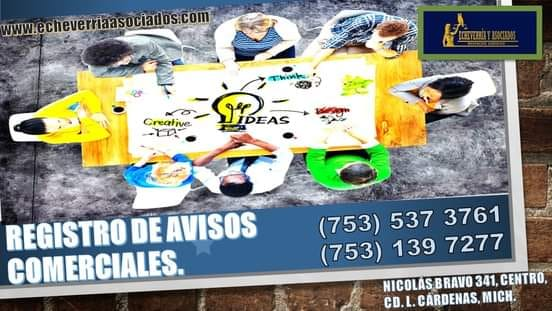 www.echeverriaasociados.com
ECHEVERRÍA Y ASOCIADOS
Think
Creative
IDEAS
REGISTRO DE AVISOS
COMERCIALES.
(753) 537 3761
(753) 139 7277
NICOLÁS BRAVO 341, CENTRO,
CD. L. CÁRDENAS, MICH.